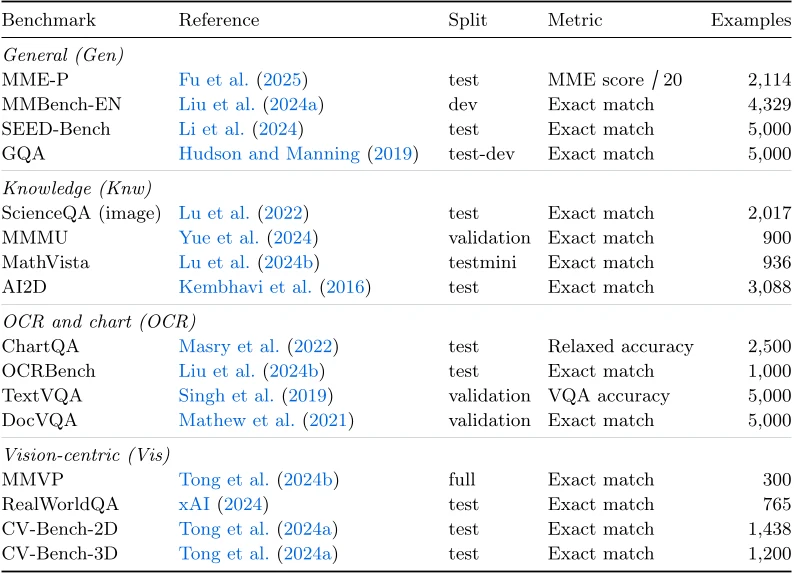 Benchmark Reference Split Metric Examples
General (Gen)
MME-P Fu et al. (2025) test MME score / 20 2,114
MMBench-EN Liu et al. (2024a) dev Exact match 4,329
SEED-Bench Li et al. (2024) test Exact match 5,000
GQA Hudson and Manning (2019) test-dev Exact match 5,000
Knowledge (Knw)
ScienceQA (image) Lu et al. (2022) test Exact match 2,017
MMMU Yue et al. (2024) validation Exact match 900
MathVista Lu et al. (2024b) testmini Exact match 936
AI2D Kembhavi et al. (2016) test Exact match 3,088
OCR and chart (OCR)
ChartQA Masry et al. (2022) test Relaxed accuracy 2,500
OCRBench Liu et al. (2024b) test Exact match 1,000
TextVQA Singh et al. (2019) validation VQA accuracy 5,000
DocVQA Mathew et al. (2021) validation Exact match 5,000
Vision-centric (Vis)
MMVP Tong et al. (2024b) full Exact match 300
RealWorldQA xAI (2024) test Exact match 765
CV-Bench-2D Tong et al. (2024a) test Exact match 1,438
CV-Bench-3D Tong et al. (2024a) test Exact match 1,200